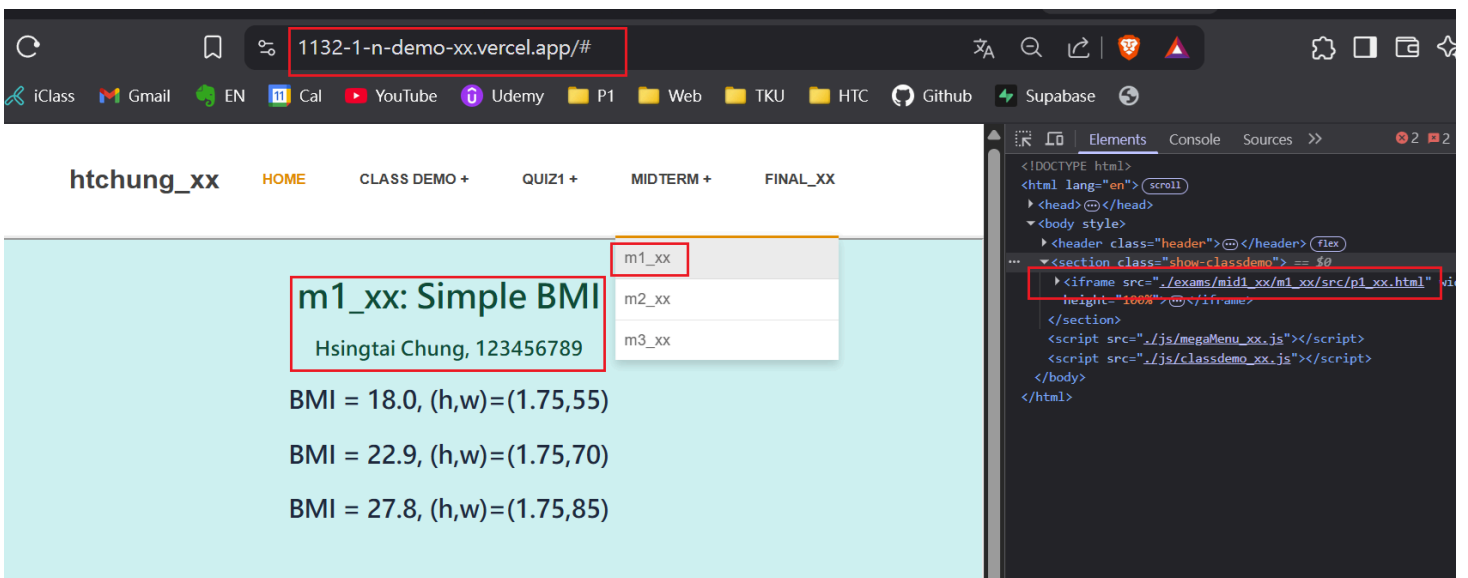 1132-1-n-demo-xx.vercel.app/#
iClass Gmail EN 11 Cal YouTube Udemy P1 Web TKU HTC Github Supabase
htchung_xx HOME CLASS DEMO + QUIZ1 + MIDTERM + FINAL_XX
m1_xx
m2_xx
m3_xx
m1_xx: Simple BMI
Hsingtai Chung, 123456789
BMI = 18.0, (h,w)=(1.75,55)
BMI = 22.9, (h,w)=(1.75,70)
BMI = 27.8, (h,w)=(1.75,85)
Elements Console Sources 2 2
<!DOCTYPE html>
<html lang="en"> scroll
<head> </head>
<body style>
<header class="header"> </header> flex
<section class="show-classdemo"> == $0
<iframe src="./exams/mid1_xx/m1_xx/src/p1_xx.html"
height="100%"> </iframe>
</section>
<script src="./js/megaMenu_xx.js"></script>
<script src="./js/classdemo_xx.js"></script>
</body>
</html>